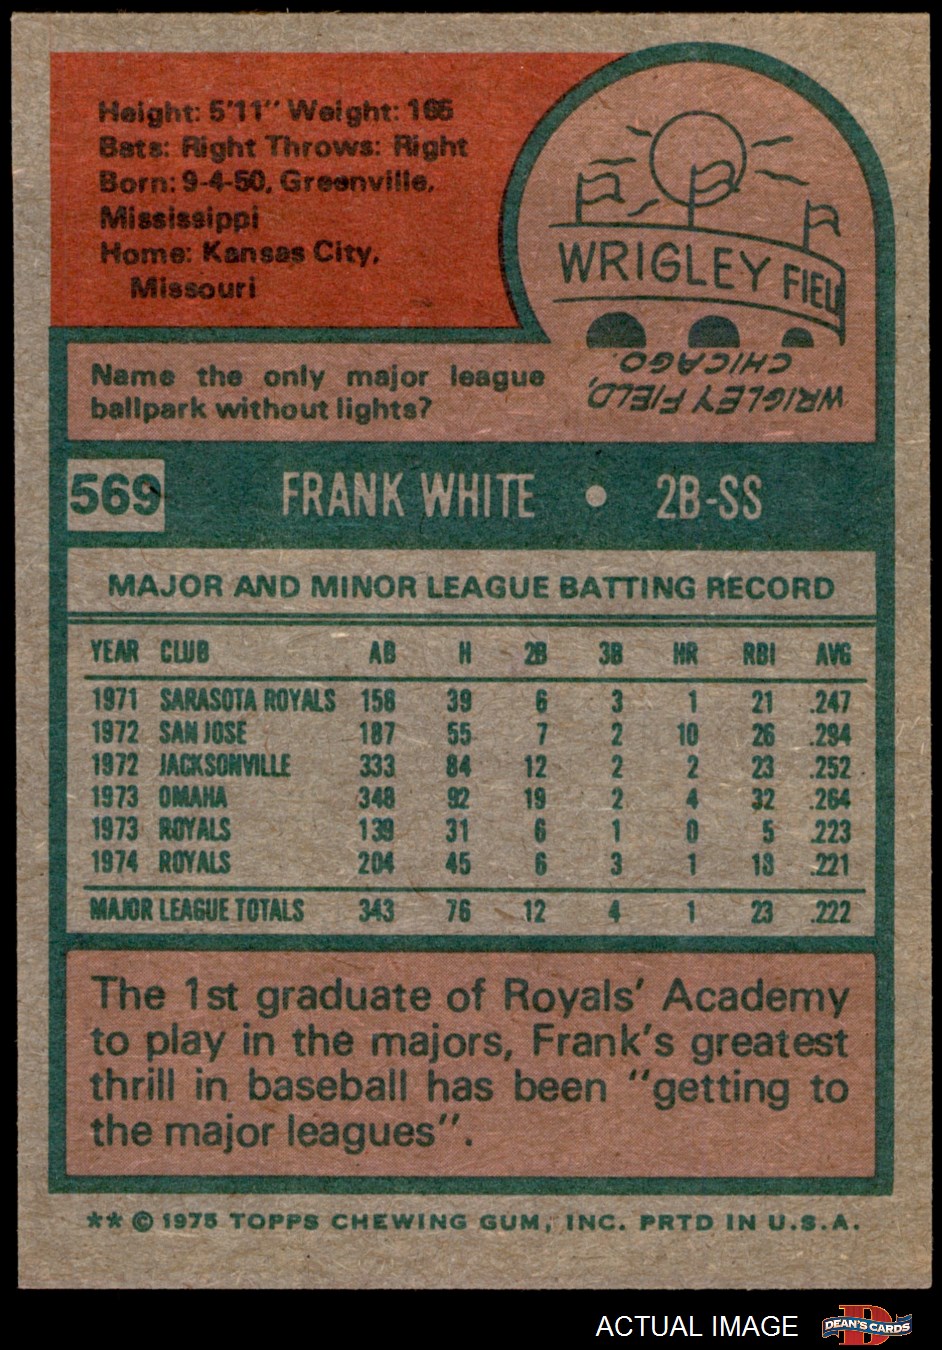 Height: 5'11" Weight: 165
Bats: Right Throws: Right
Born: 9-4-50, Greenville,
Mississippi
Home: Kansas City,
Missouri
WRIGLEY FIEL
Name the only major league
ballpark without lights?
WRIGLEY FIELD,
CHICAGO.
569 FRANK WHITE • 2B-SS
MAJOR AND MINOR LEAGUE BATTING RECORD
YEAR CLUB AB H 2B 3B HR RBI AVG
1971 SARASOTA ROYALS 158 39 6 3 1 21 .247
1972 SAN JOSE 187 55 7 2 10 26 .294
1972 JACKSONVILLE 333 84 12 2 2 23 .252
1973 OMAHA 348 92 19 2 4 32 .264
1973 ROYALS 139 31 6 1 0 5 .223
1974 ROYALS 204 45 6 3 1 18 .221
MAJOR LEAGUE TOTALS 343 76 12 4 1 23 .222
The 1st graduate of Royals' Academy
to play in the majors, Frank's greatest
thrill in baseball has been "getting to
the major leagues".
** © 1975 TOPPS CHEWING GUM, INC. PRTD IN U.S.A.
ACTUAL IMAGE
DEAN'S CARDS